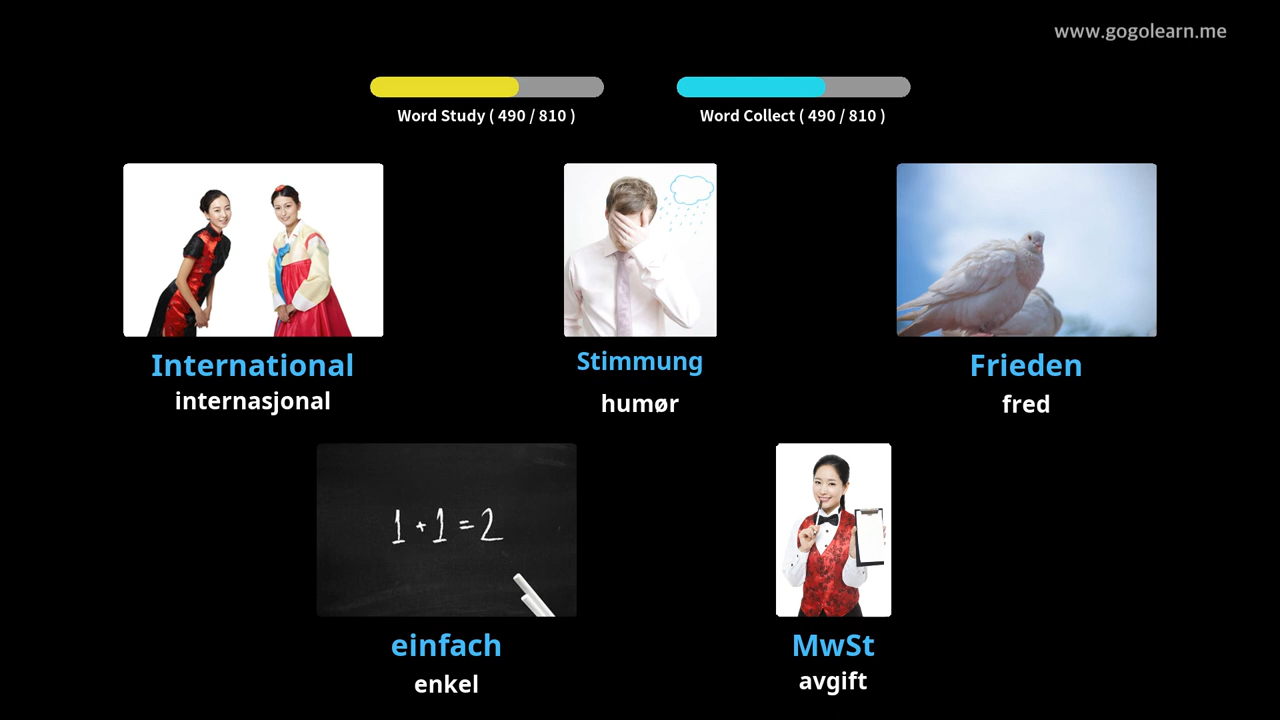 www.gogolearn.me
Word Study ( 490 / 810 )
Word Collect ( 490 / 810 )
International
internasjonal
Stimmung
humør
Frieden
fred
1 + 1 = 2
einfach
enkel
MwSt
avgift